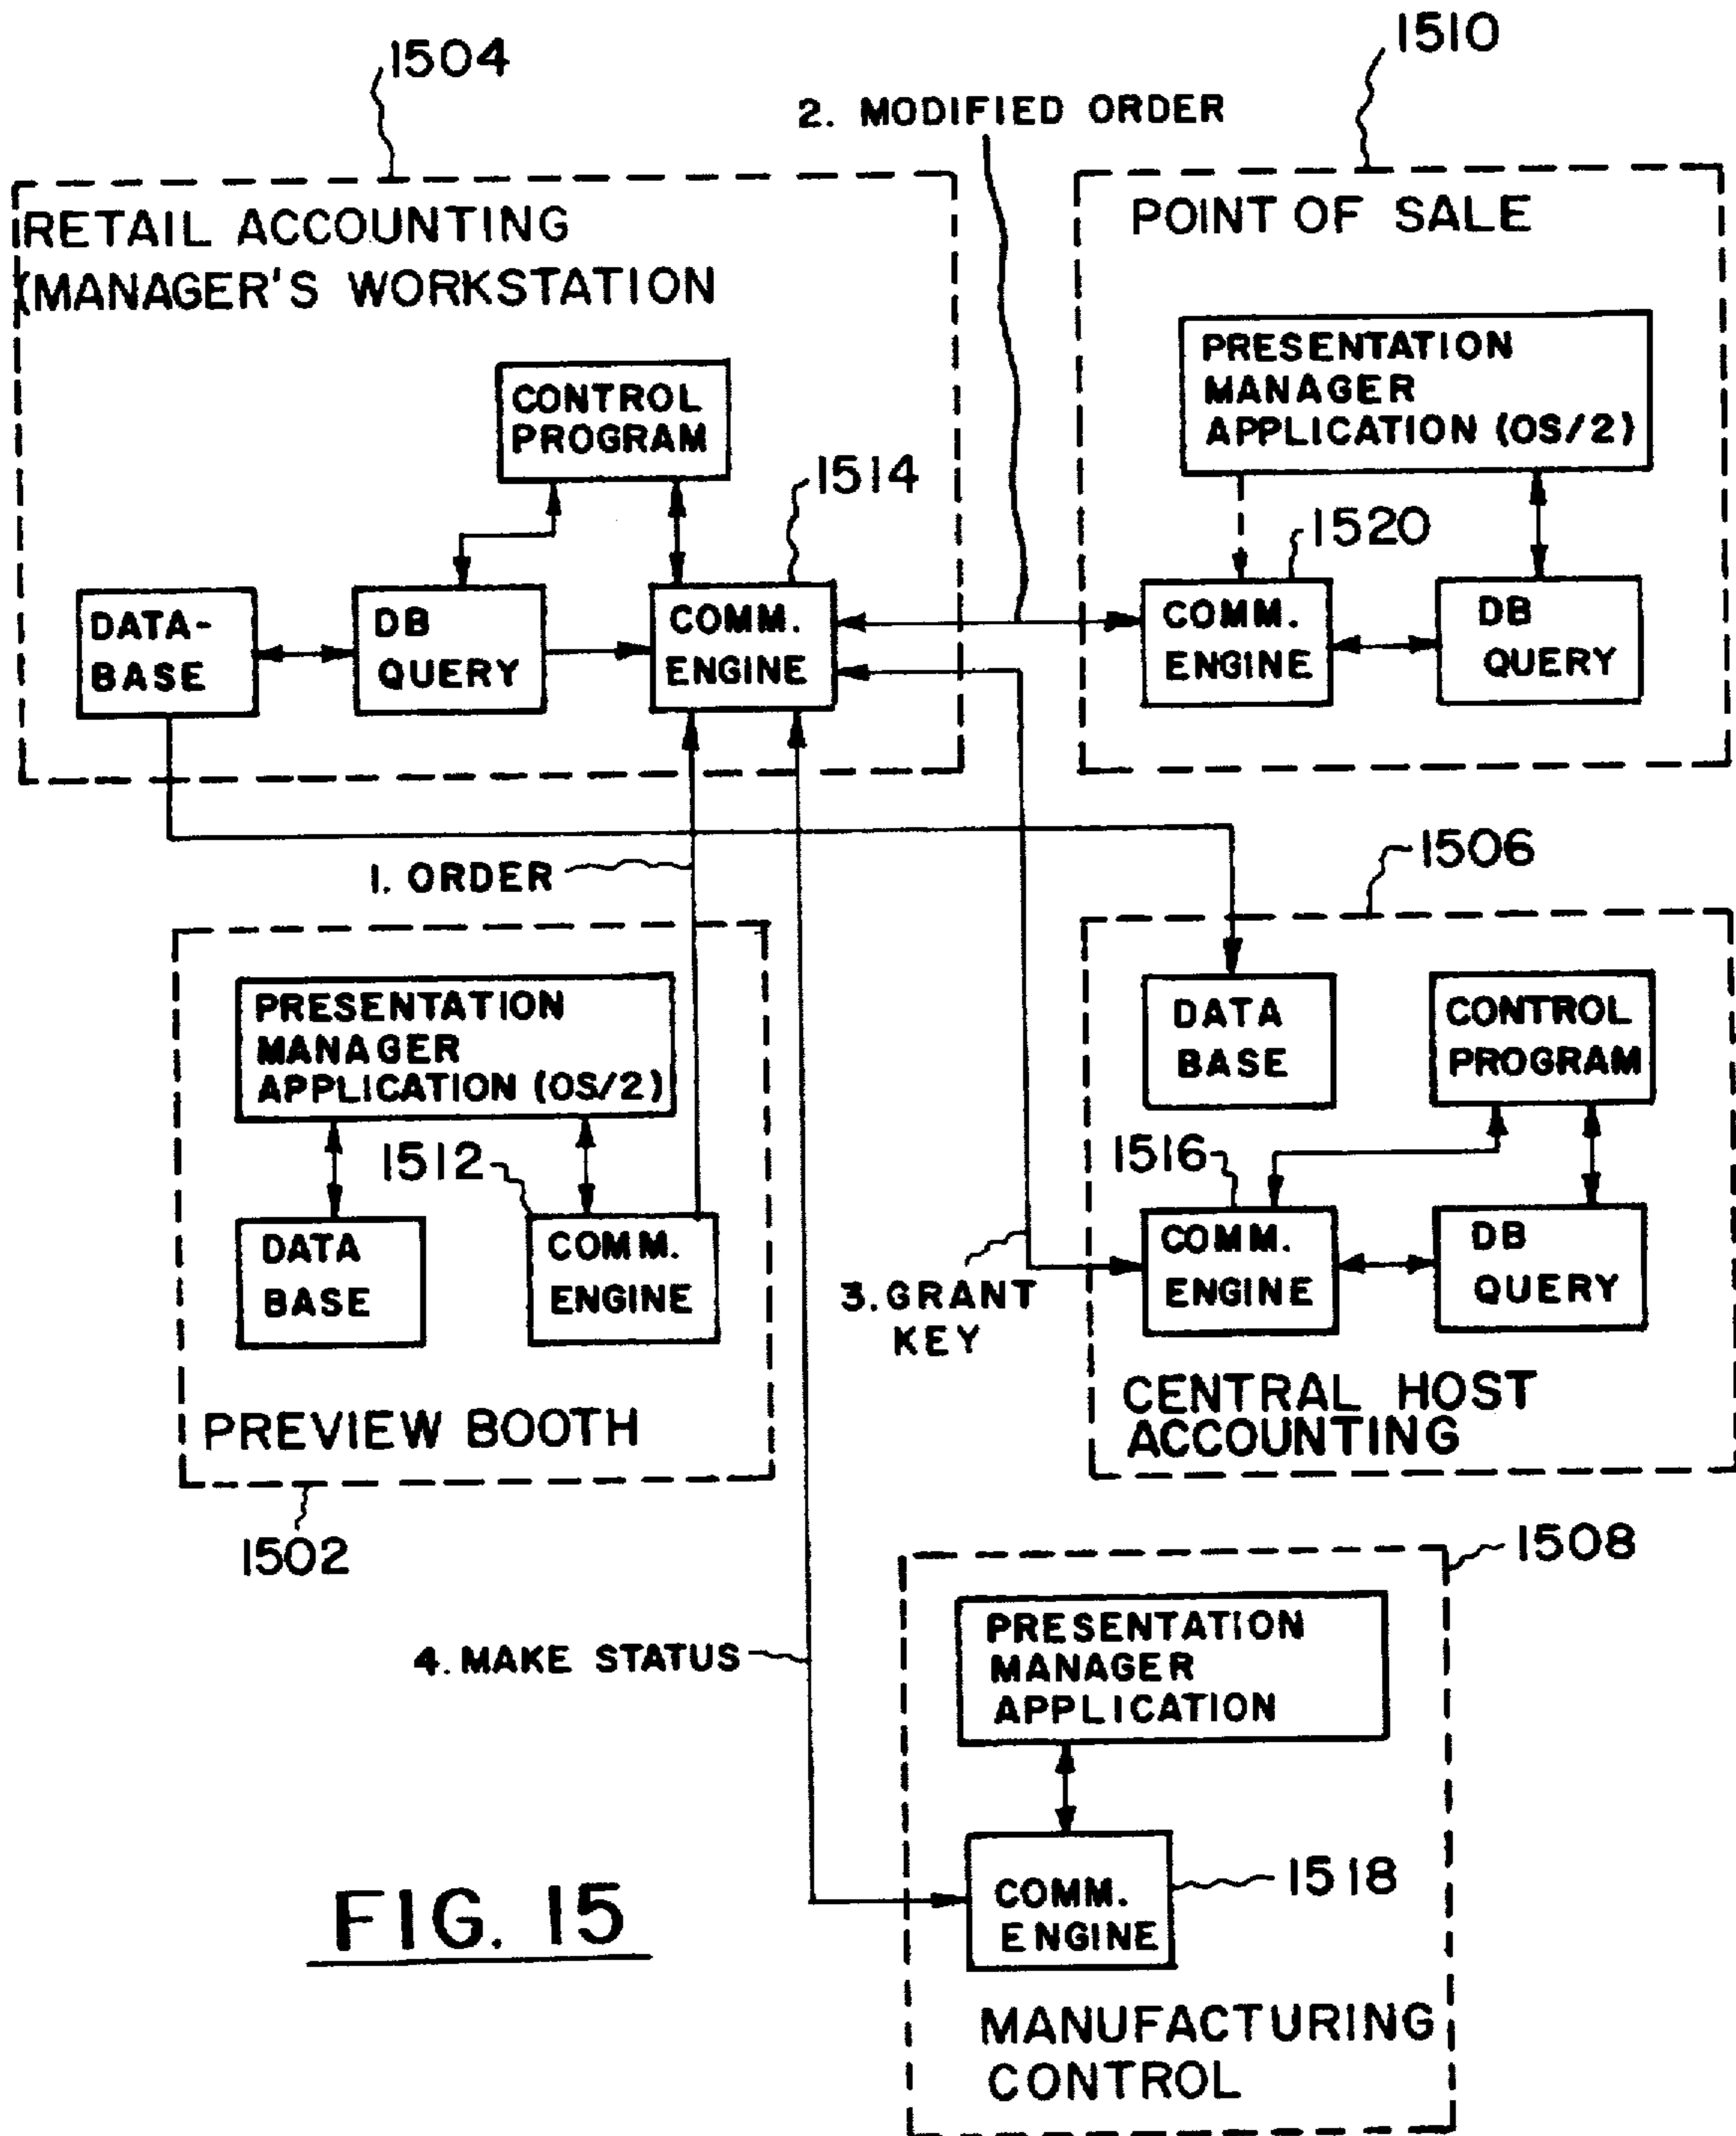 1504
1510
2. MODIFIED ORDER
RETAIL ACCOUNTING
(MANAGER'S WORKSTATION
CONTROL
PROGRAM
1514
DATA-
BASE
DB
QUERY
COMM.
ENGINE
POINT OF SALE
PRESENTATION
MANAGER
APPLICATION (OS/2)
1520
COMM.
ENGINE
DB
QUERY
1. ORDER
1506
PRESENTATION
MANAGER
APPLICATION (OS/2)
1512
DATA
BASE
COMM.
ENGINE
PREVIEW BOOTH
1502
DATA
BASE
CONTROL
PROGRAM
1516
COMM.
ENGINE
DB
QUERY
3. GRANT
KEY
CENTRAL HOST
ACCOUNTING
1508
4. MAKE STATUS
PRESENTATION
MANAGER
APPLICATION
COMM.
ENGINE
1518
MANUFACTURING
CONTROL
FIG. 15